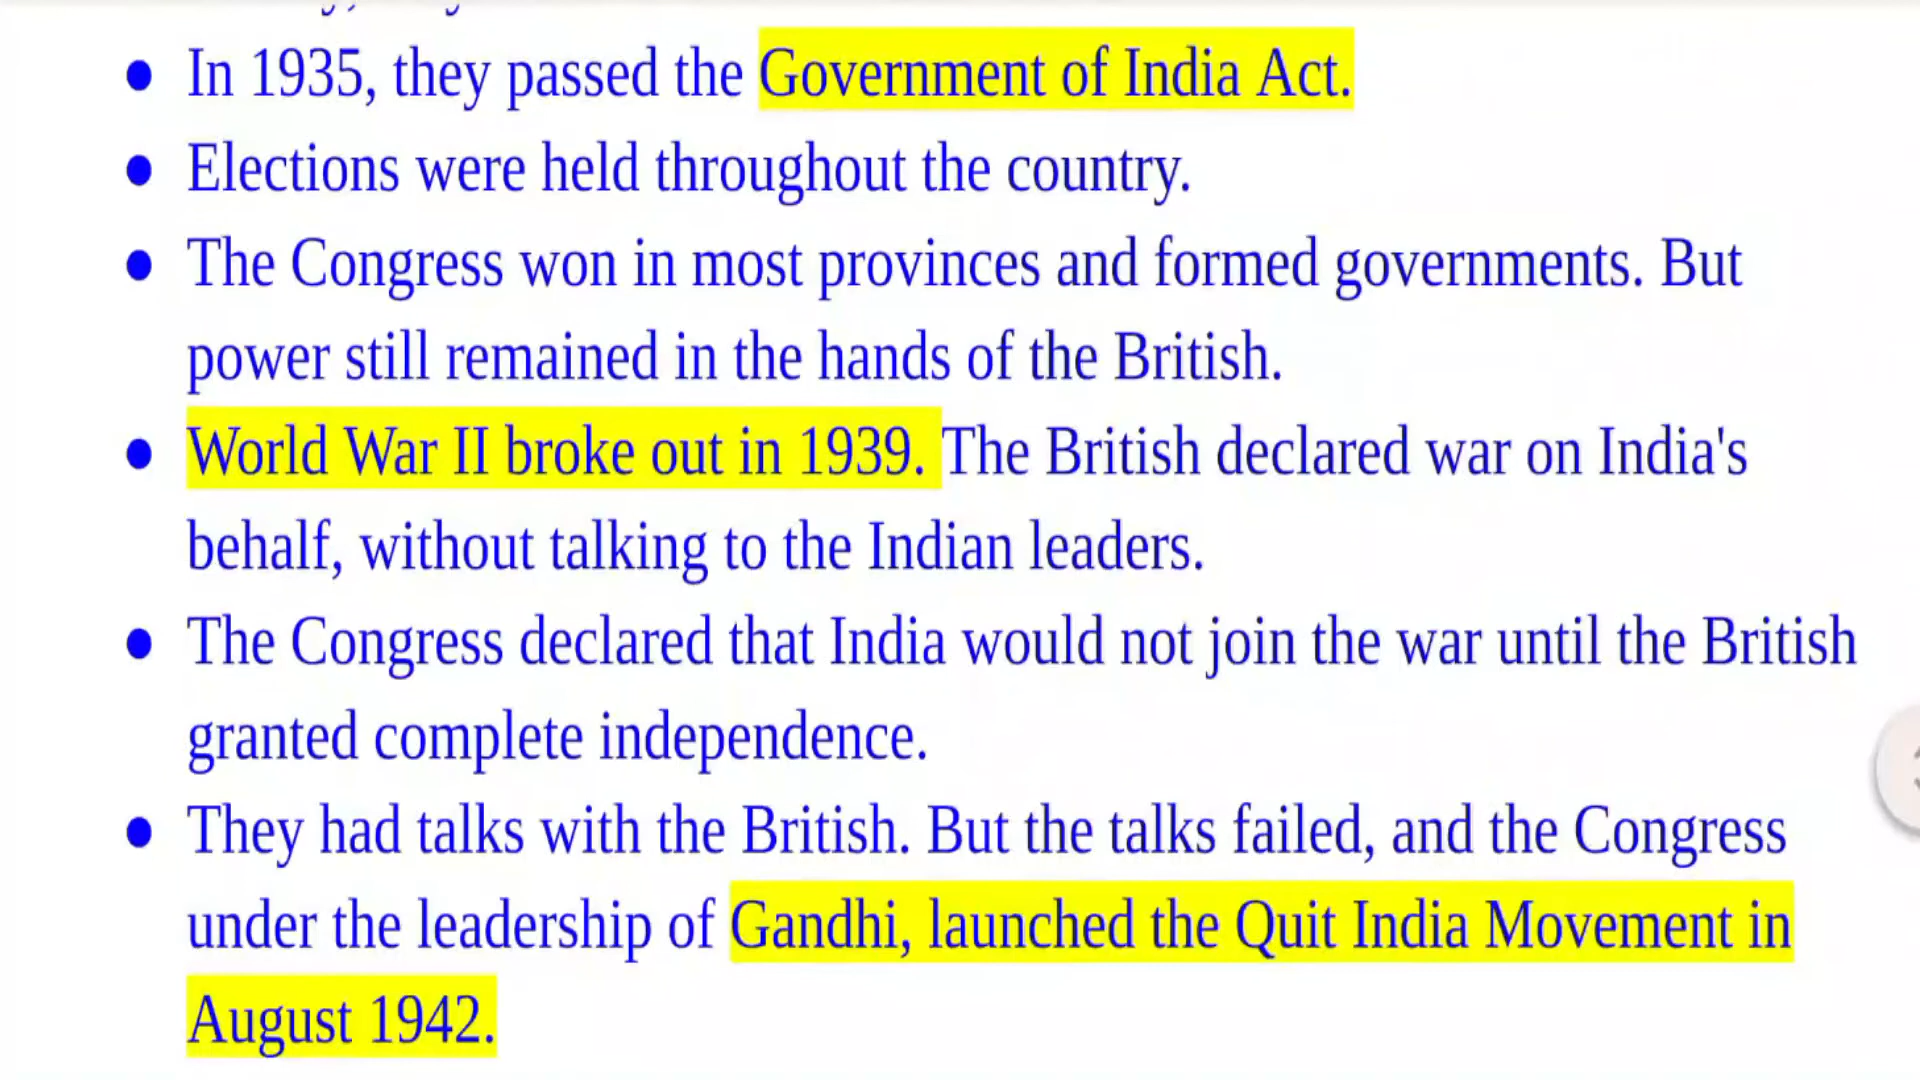 ● In 1935, they passed the Government of India Act.
● Elections were held throughout the country.
● The Congress won in most provinces and formed governments. But
power still remained in the hands of the British.
● World War II broke out in 1939. The British declared war on India's
behalf, without talking to the Indian leaders.
● The Congress declared that India would not join the war until the British
granted complete independence.
● They had talks with the British. But the talks failed, and the Congress
under the leadership of Gandhi, launched the Quit India Movement in
August 1942.